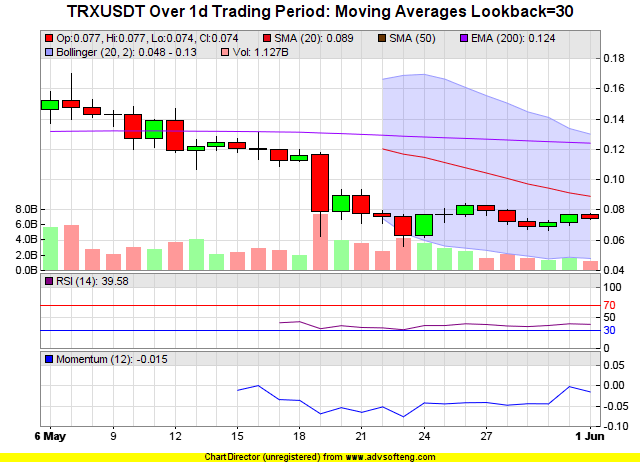 TRXUSDT Over 1d Trading Period: Moving Averages Lookback=30
Op:0.077, Hi:0.077, Lo:0.074, Cl:0.074 SMA (20): 0.089 SMA (50) EMA (200): 0.124
Bollinger (20, 2): 0.048 - 0.13 Vol: 1.127B
0.18
0.16
0.14
0.12
0.10
0.08
0.06
0.04
8.0B
6.0B
4.0B
2.0B
0.0B
RSI (14): 39.58
100
70
50
30
0
Momentum (12): -0.015
0.05
0.00
-0.05
-0.10
6 May 9 12 15 18 21 24 27 1 Jun
ChartDirector (unregistered) from www.advsofteng.com